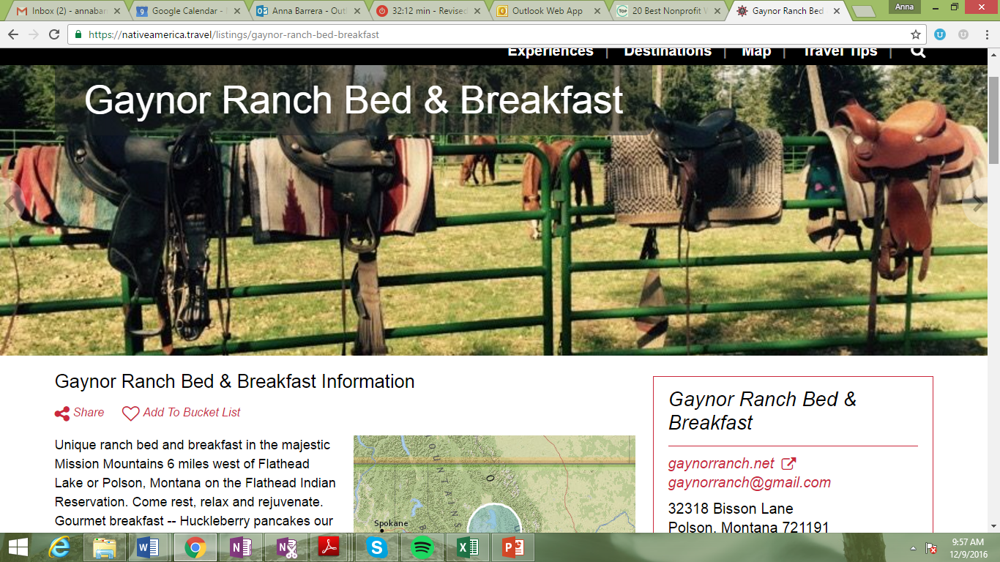 Anna
Inbox (2) - annabar
Google Calendar -
Anna Barrera - Out
32:12 min - Revised
Outlook Web App
20 Best Nonprofit W
Gaynor Ranch Bed
https://nativeamerica.travel/listings/gaynor-ranch-bed-breakfast
Experiences | Destinations | Map | Travel Tips |
Gaynor Ranch Bed & Breakfast
Gaynor Ranch Bed & Breakfast Information
Share Add To Bucket List
Unique ranch bed and breakfast in the majestic
Mission Mountains 6 miles west of Flathead
Lake or Polson, Montana on the Flathead Indian
Reservation. Come rest, relax and rejuvenate.
Gourmet breakfast -- Huckleberry pancakes our
OUNTAINS
O
Spokane
B
U
Gaynor Ranch Bed &
Breakfast
gaynorranch.net
gaynorranch@gmail.com
32318 Bisson Lane
Polson, Montana 721191
9:57 AM
12/9/2016